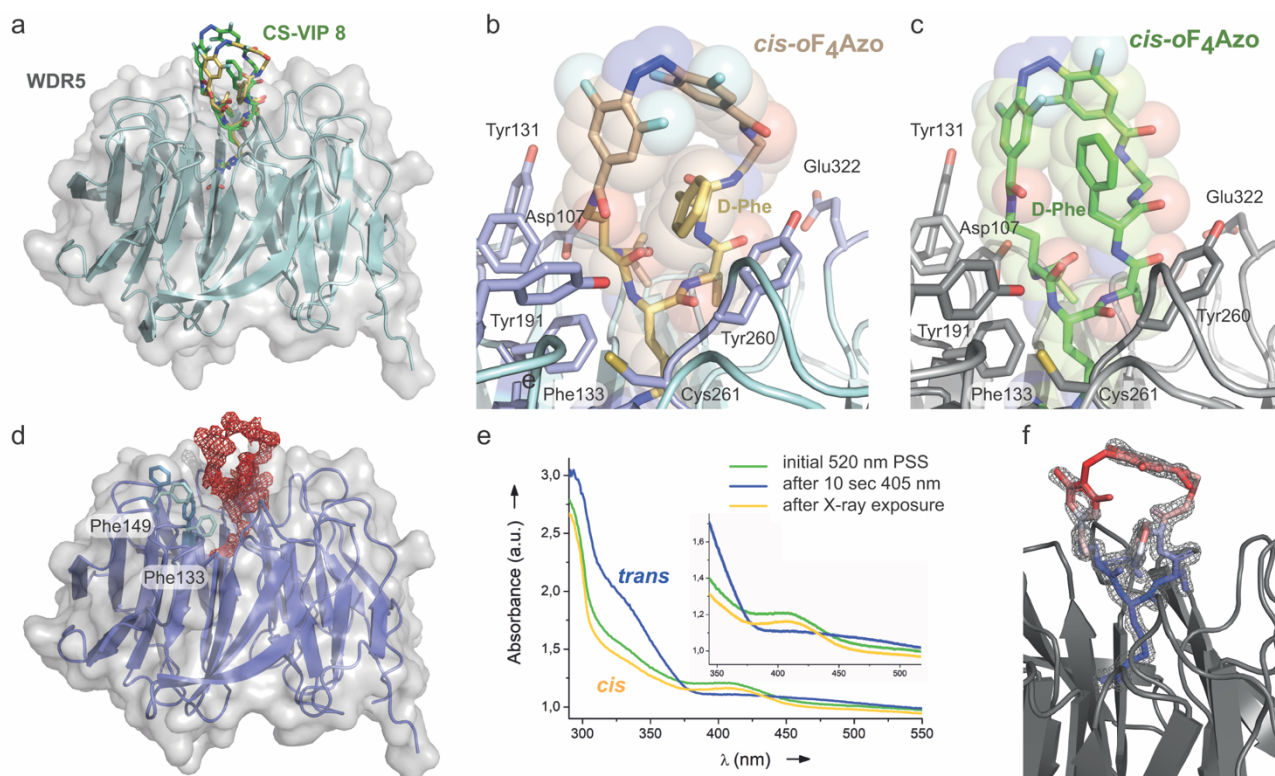 a
CS-VIP 8
WDR5
b
cis-oF4Azo
Tyr131
Glu322
D-Phe
Asp107
Tyr191
Tyr260
e
Phe133
Cys261
c
cis-oF4Azo
Tyr131
D-Phe
Glu322
Asp107
Tyr191
Tyr260
Phe133
Cys261
d
Phe149
Phe133
e
initial 520 nm PSS
after 10 sec 405 nm
after X-ray exposure
3,0
2,5
2,0
1,5
1,0
Absorbance (a.u.) →
trans
cis
1,6
1,4
1,2
1,0
350 400 450 500
300 350 400 450 500 550
λ (nm) →
f